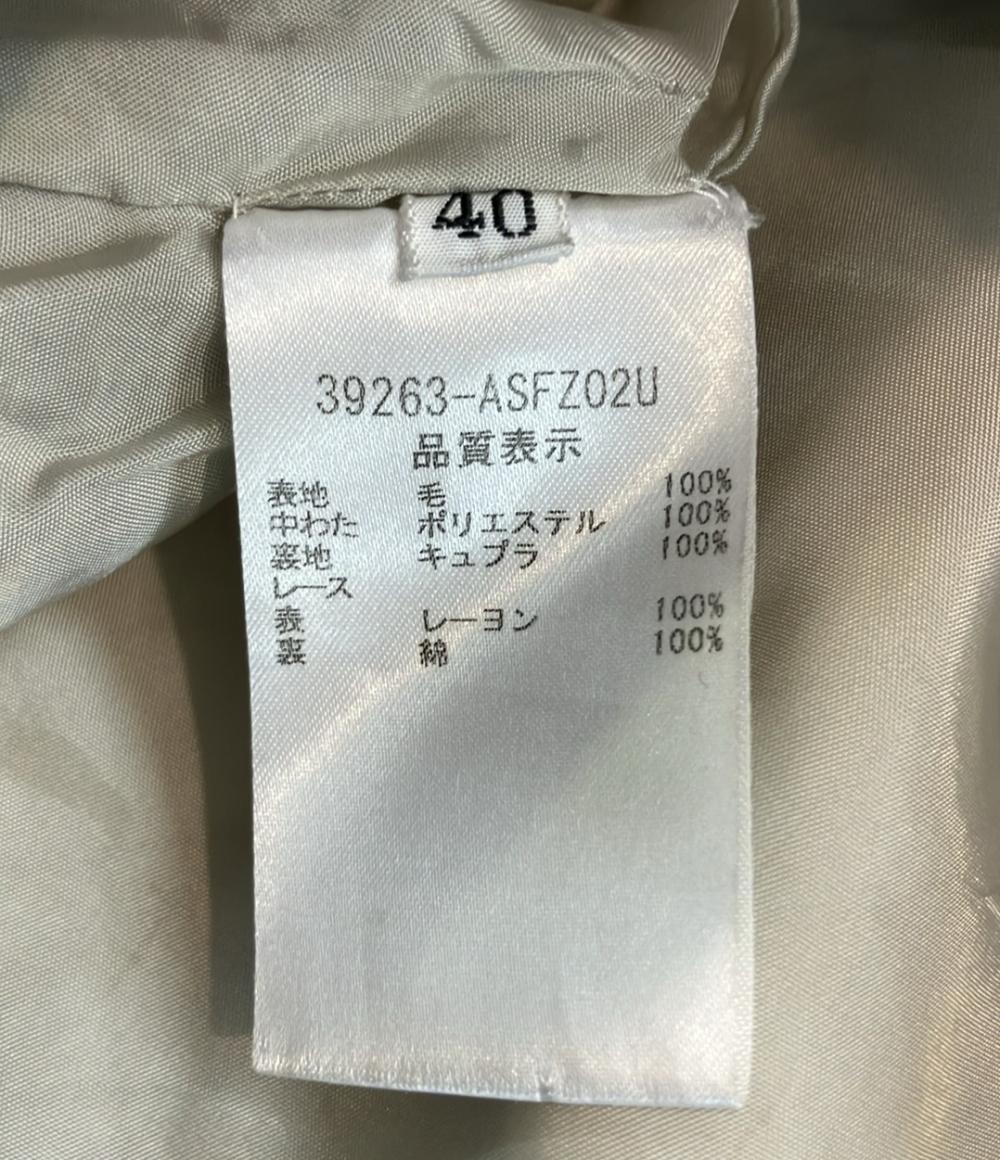 40
39263-ASFZ02U
品質表示
表地 毛 100%
中わた ポリエステル 100%
裏地 キュプラ 100%
レース
表 レーヨン 100%
裏 綿 100%